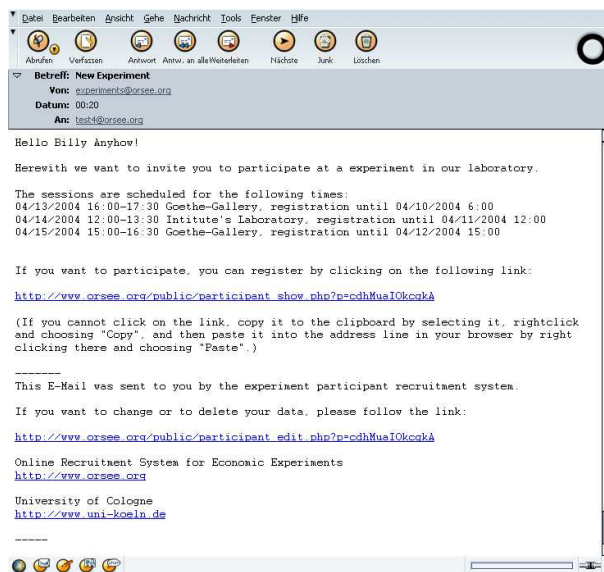 Datei Bearbeiten Ansicht Gehe Nachricht Tools Fenster Hilfe
Abrufen Verfassen Antwort Antw. an alle Weiterleiten Nächste Junk Löschen
Betreff: New Experiment
Von: experiments@orsee.org
Datum: 00:20
An: test4@orsee.org
Hello Billy Anyhow!
Herewith we want to invite you to participate at a experiment in our laboratory.
The sessions are scheduled for the following times:
04/13/2004 16:00-17:30 Goethe-Gallery, registration until 04/10/2004 6:00
04/14/2004 12:00-13:30 Intitute's Laboratory, registration until 04/11/2004 12:00
04/15/2004 15:00-16:30 Goethe-Gallery, registration until 04/12/2004 15:00
If you want to participate, you can register by clicking on the following link:
http://www.orsee.org/public/participant_show.php?p=cdhMuaIOkcgkA
(If you cannot click on the link, copy it to the clipboard by selecting it, rightclick
and choosing "Copy", and then paste it into the address line in your browser by right
clicking there and choosing "Paste".)
-------
This E-Mail was sent to you by the experiment participant recruitment system.
If you want to change or to delete your data, please follow the link:
http://www.orsee.org/public/participant_edit.php?p=cdhMuaIOkcgkA
Online Recruitment System for Economic Experiments
http://www.orsee.org
University of Cologne
http://www.uni-koeln.de
-----